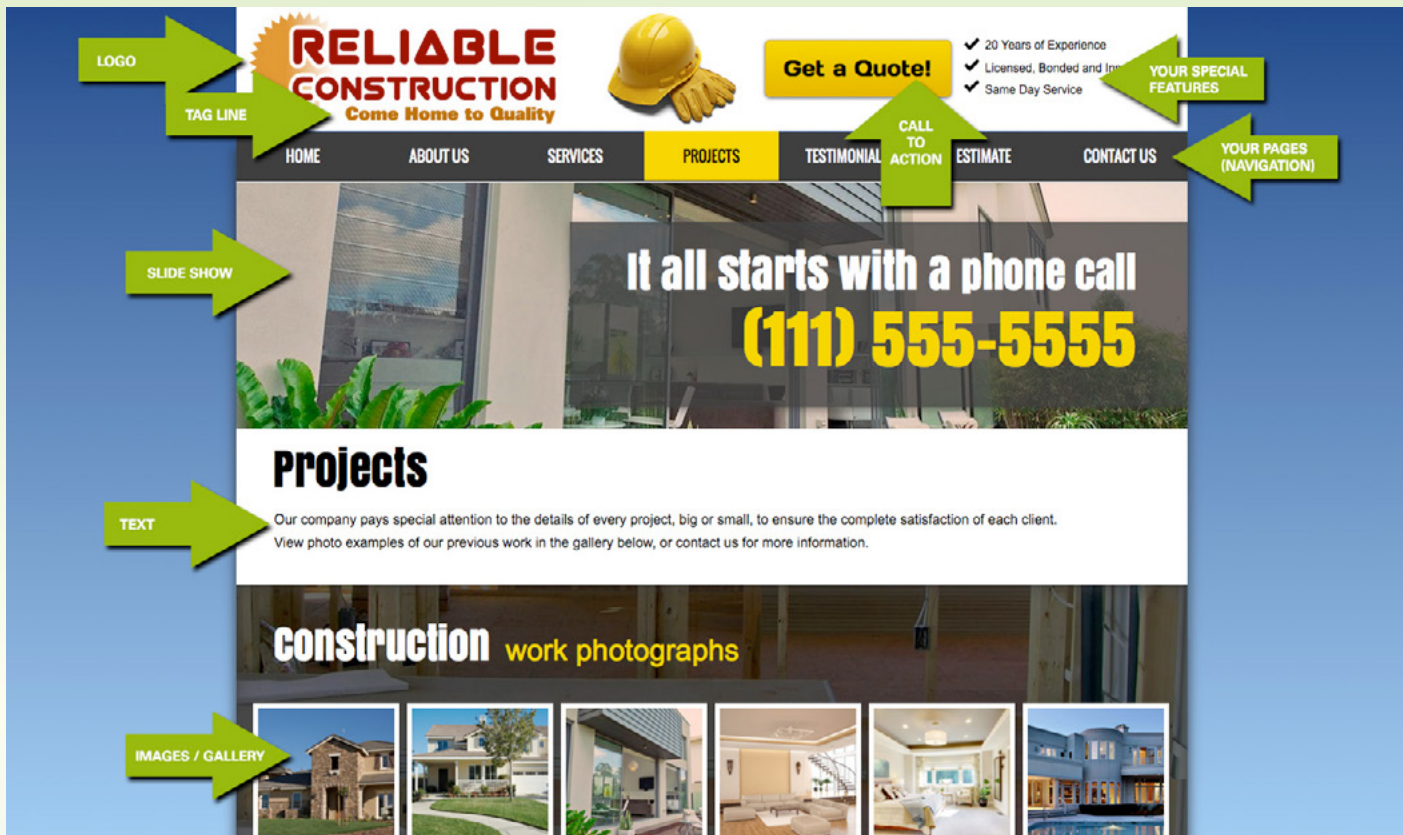 LOGO
RELIABLE
CONSTRUCTION
TAG LINE
Come Home to Quality
Get a Quote!
20 Years of Experience
Licensed, Bonded and
Same Day Service
YOUR SPECIAL
FEATURES
CALL
TO
ACTION
HOME ABOUT US SERVICES PROJECTS ESTIMATE CONTACT US
YOUR PAGES
(NAVIGATION)
SLIDE SHOW
It all starts with a phone call
(111) 555-5555
Projects
TEXT
Our company pays special attention to the details of every project, big or small, to ensure the complete satisfaction of each client.
View photo examples of our previous work in the gallery below, or contact us for more information.
Construction work photographs
IMAGES / GALLERY